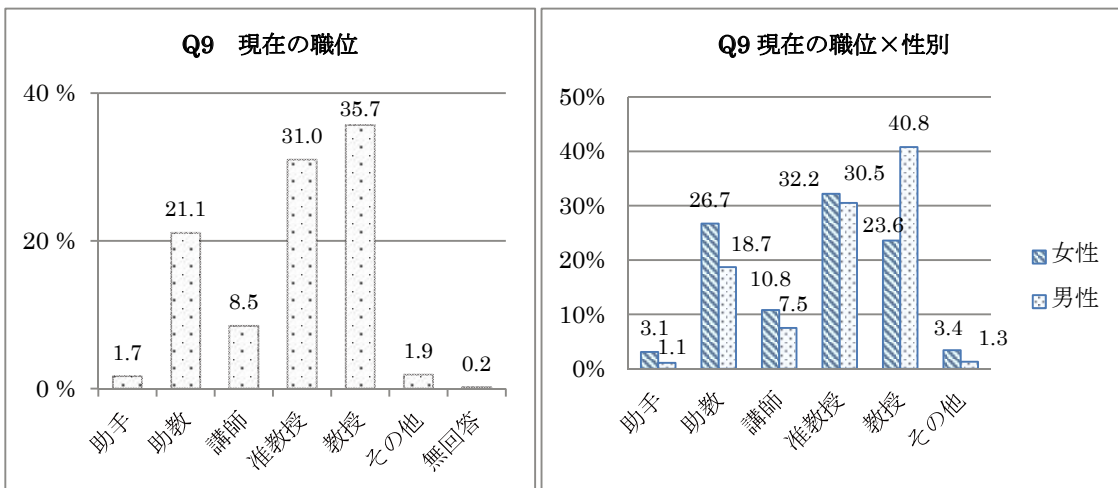 Q9　現在の職位
40 %
20 %
0 %
1.7
21.1
8.5
31.0
35.7
1.9
0.2
助手
助教
講師
准教授
教授
その他
無回答
Q9 現在の職位×性別
50%
40%
30%
20%
10%
0%
3.1
1.1
26.7
18.7
10.8
7.5
32.2
30.5
23.6
40.8
3.4
1.3
助手
助教
講師
准教授
教授
その他
女性
男性